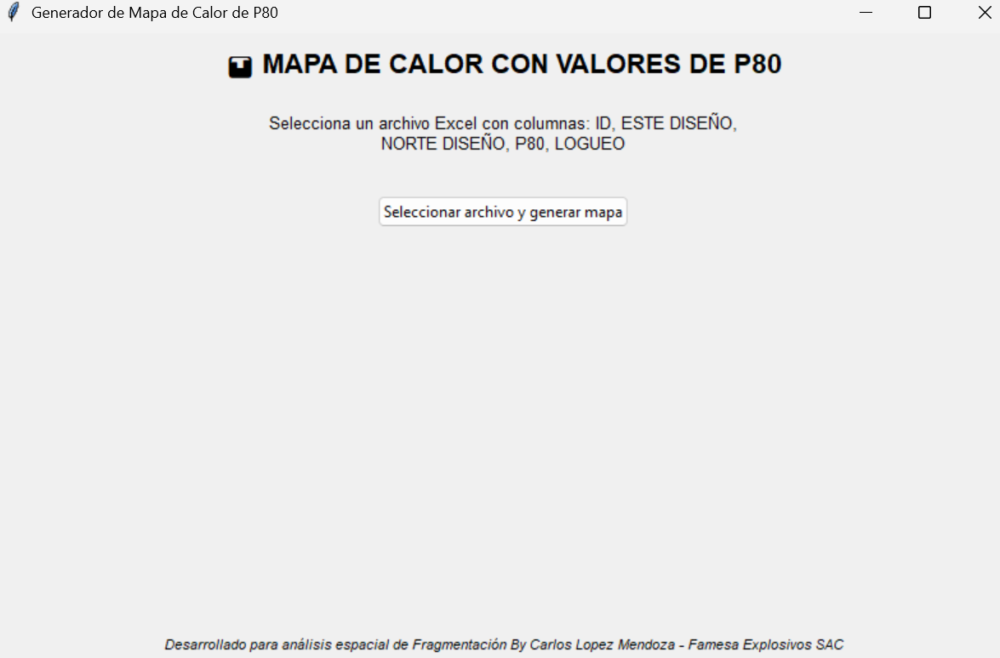 Generador de Mapa de Calor de P80
MAPA DE CALOR CON VALORES DE P80
Selecciona un archivo Excel con columnas: ID, ESTE DISEÑO,
NORTE DISEÑO, P80, LOGUEO
Seleccionar archivo y generar mapa
Desarrollado para análisis espacial de Fragmentación By Carlos Lopez Mendoza - Famesa Explosivos SAC